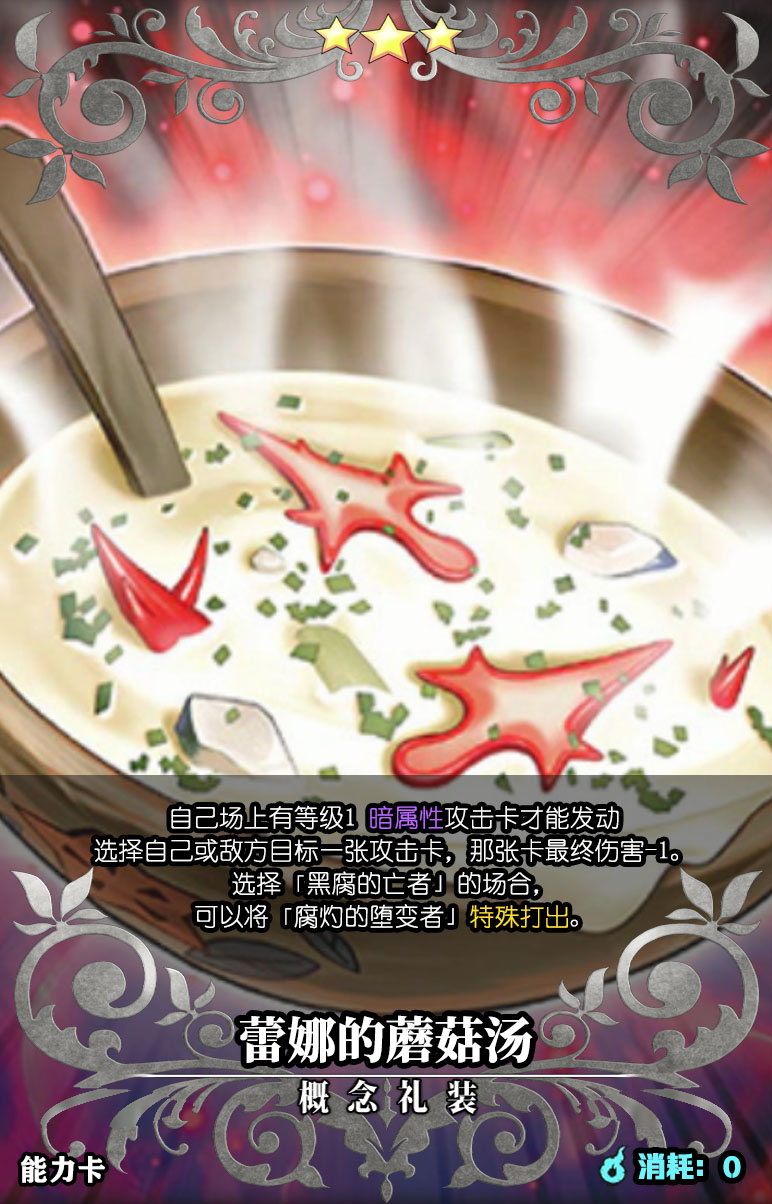 自己场上有等级1 暗属性攻击卡才能发动
选择自己或敌方目标一张攻击卡，那张卡最终伤害-1。
选择「黑腐的亡者」的场合，
可以将「腐灼的堕变者」特殊打出。
蕾娜的蘑菇汤
概念礼装
能力卡
消耗：0